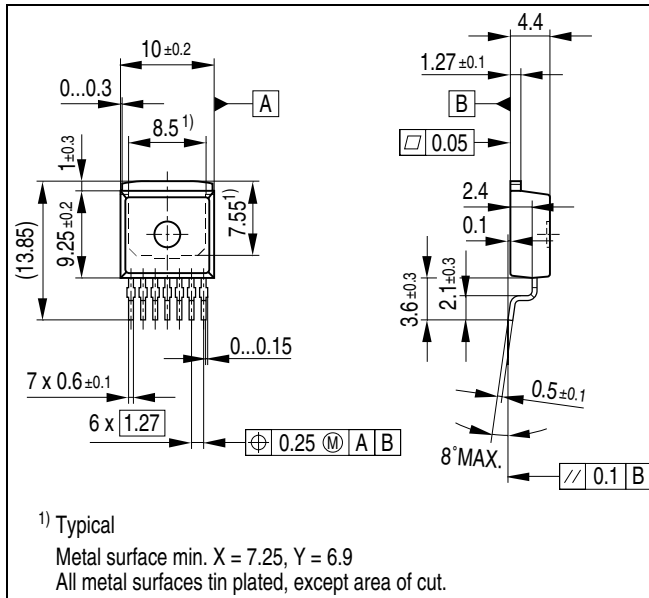 4.4
10 ±0.2
1.27 ±0.1
0...0.3
A
B
8.5 1)
0.05
1±0.3
7.55 1)
2.4
(13.85)
9.25 ±0.2
0.1
3.6 ±0.3
2.1 ±0.3
0...0.15
7 x 0.6 ±0.1
0.5 ±0.1
6 x 1.27
⌖ 0.25 Ⓜ A B
8° MAX.
// 0.1 B
1) Typical
Metal surface min. X = 7.25, Y = 6.9
All metal surfaces tin plated, except area of cut.